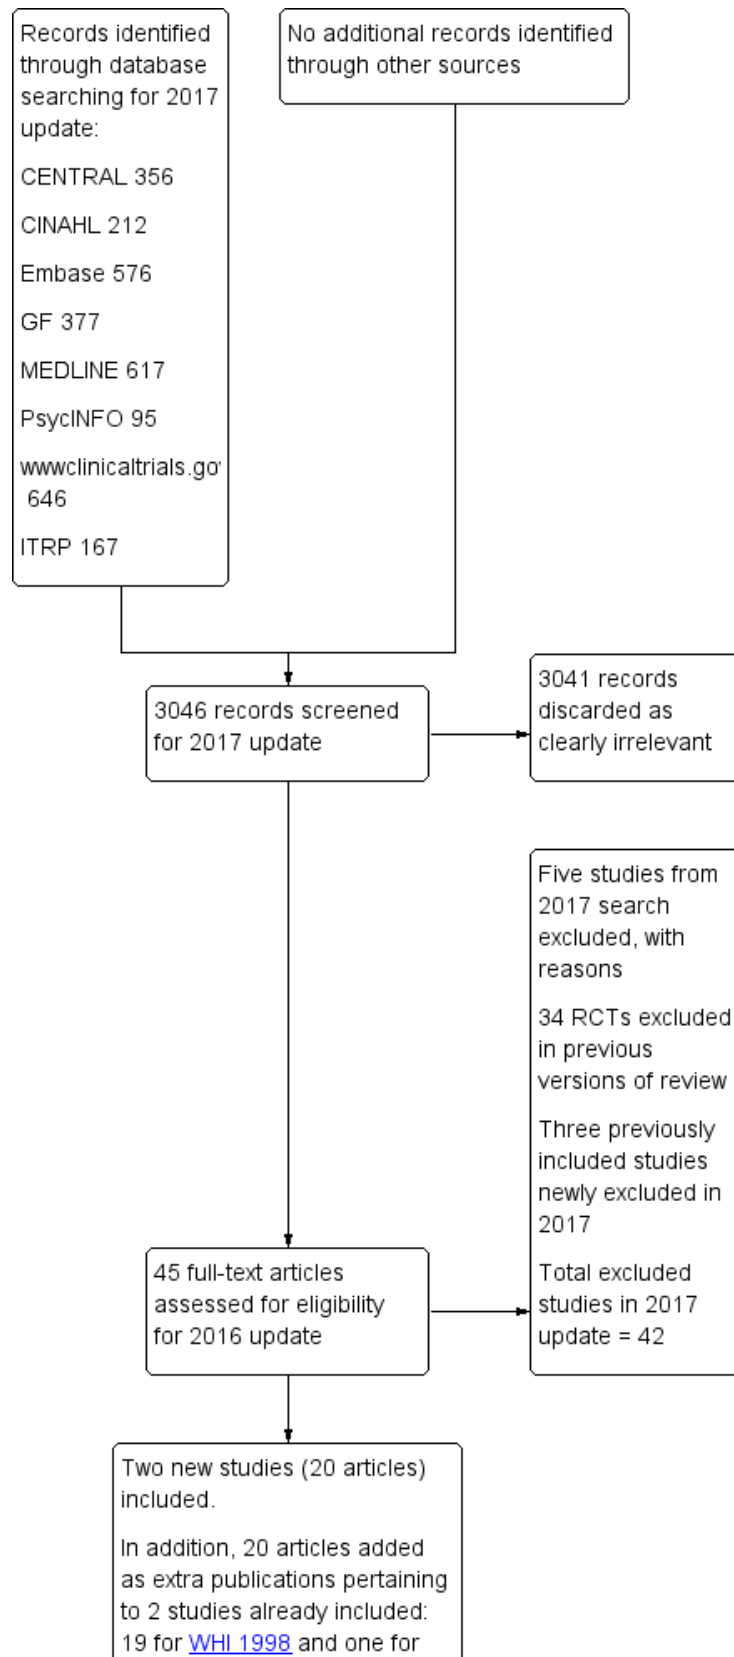 Records identified
through database
searching for 2017
update:
CENTRAL 356
CINAHL 212
Embase 576
GF 377
MEDLINE 617
PsycINFO 95
wwwclinicaltrials.gov
646
ITRP 167
No additional records identified
through other sources
3046 records screened
for 2017 update
3041 records
discarded as
clearly irrelevant
Five studies from
2017 search
excluded, with
reasons
34 RCTs excluded
in previous
versions of review
Three previously
included studies
newly excluded in
2017
Total excluded
studies in 2017
update = 42
45 full-text articles
assessed for eligibility
for 2016 update
Two new studies (20 articles)
included.
In addition, 20 articles added
as extra publications pertaining
to 2 studies already included:
19 for WHI 1998 and one for